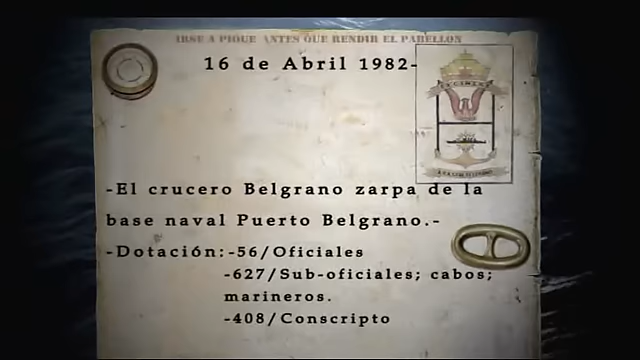 IRSE A PIQUE ANTES QUE RENDIR EL PABELLON
16 de Abril 1982-
-El crucero Belgrano zarpa de la
base naval Puerto Belgrano.-
-Dotación:-56/Oficiales
-627/Sub-oficiales; cabos;
marineros.
-408/Conscripto